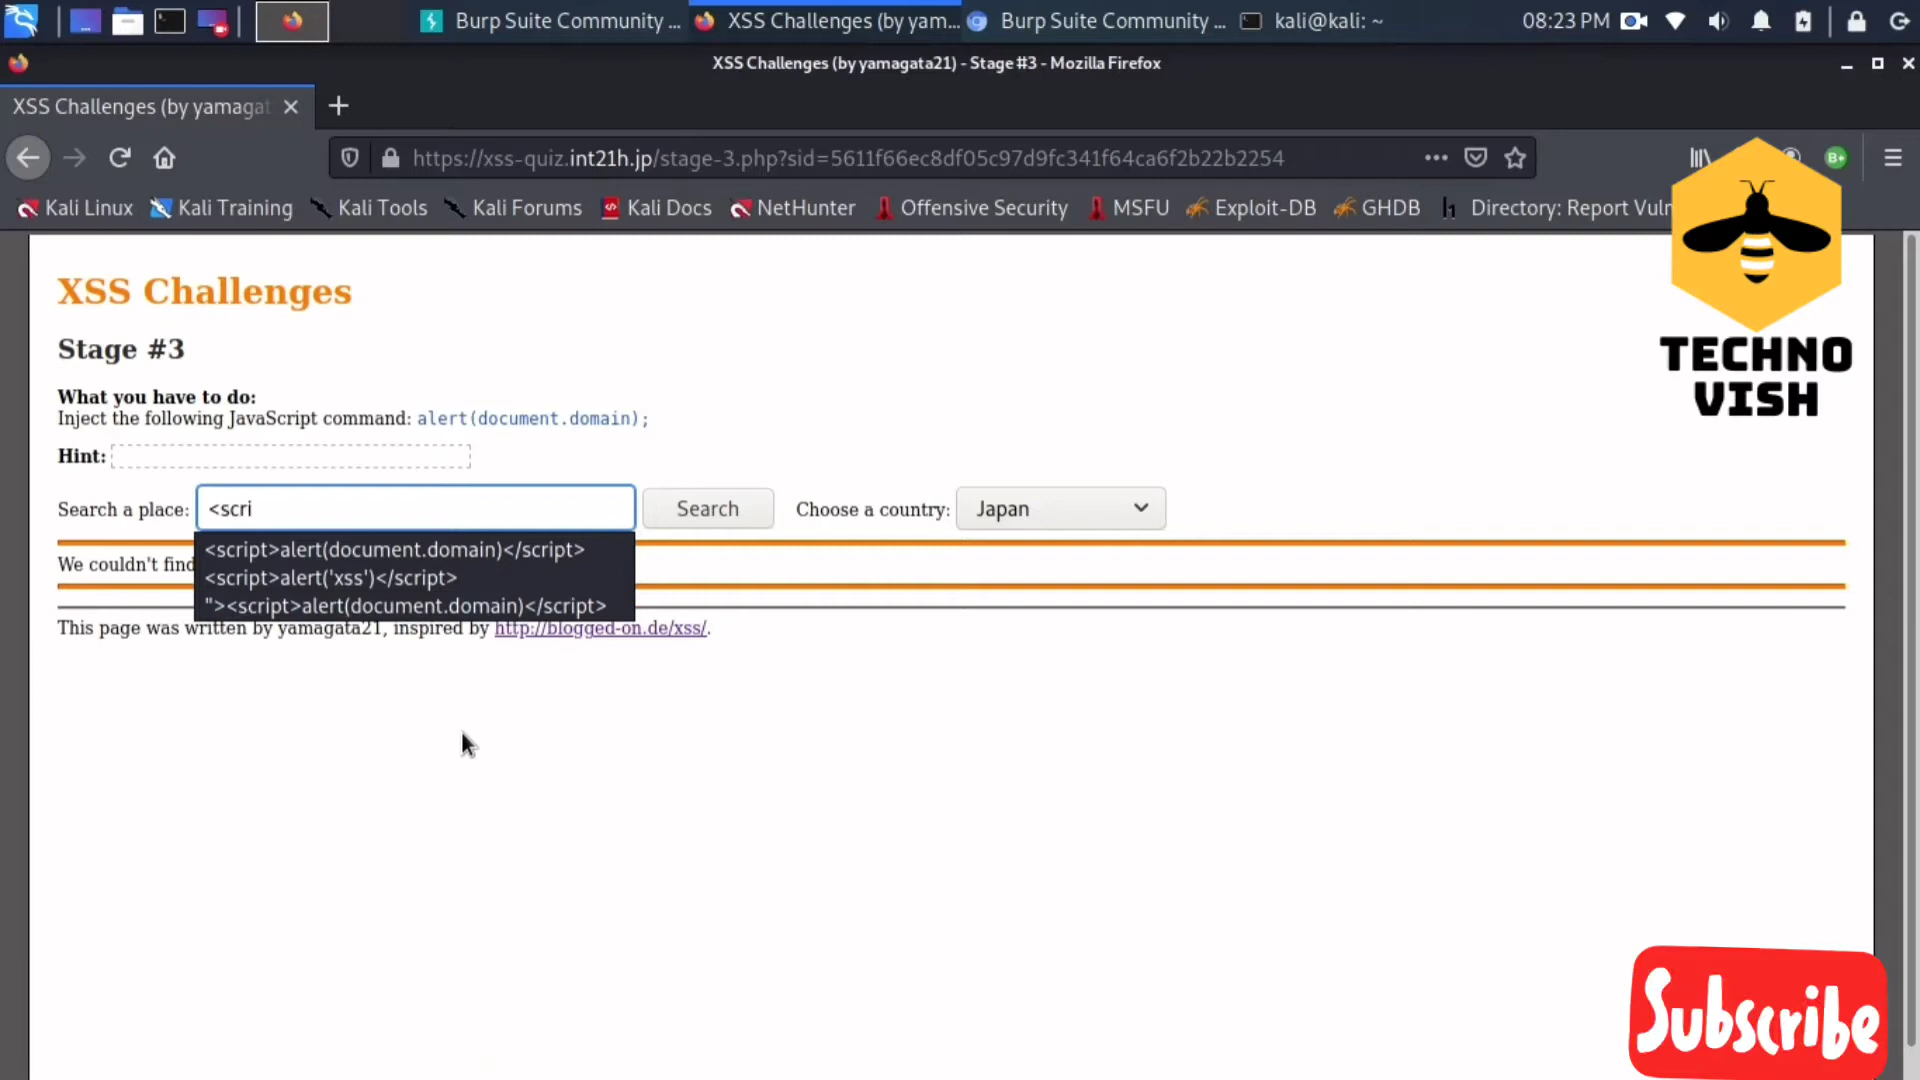 Burp Suite Community ...
XSS Challenges (by yam...
Burp Suite Community ...
kali@kali: ~
08:23 PM
XSS Challenges (by yamagata21) - Stage #3 - Mozilla Firefox
XSS Challenges (by yamagat
https://xss-quiz.int21h.jp/stage-3.php?sid=5611f66ec8df05c97d9fc341f64ca6f2b22b2254
Kali Linux
Kali Training
Kali Tools
Kali Forums
Kali Docs
NetHunter
Offensive Security
MSFU
Exploit-DB
GHDB
Directory: Report Vuln
TECHNO
VISH
XSS Challenges
Stage #3
What you have to do:
Inject the following JavaScript command: alert(document.domain);
Hint:
Search a place: <scri Search Choose a country: Japan
<script>alert(document.domain)</script>
We couldn't find
<script>alert('xss')</script>
"><script>alert(document.domain)</script>
This page was written by yamagata21, inspired by http://blogged-on.de/xss/.
Subscribe